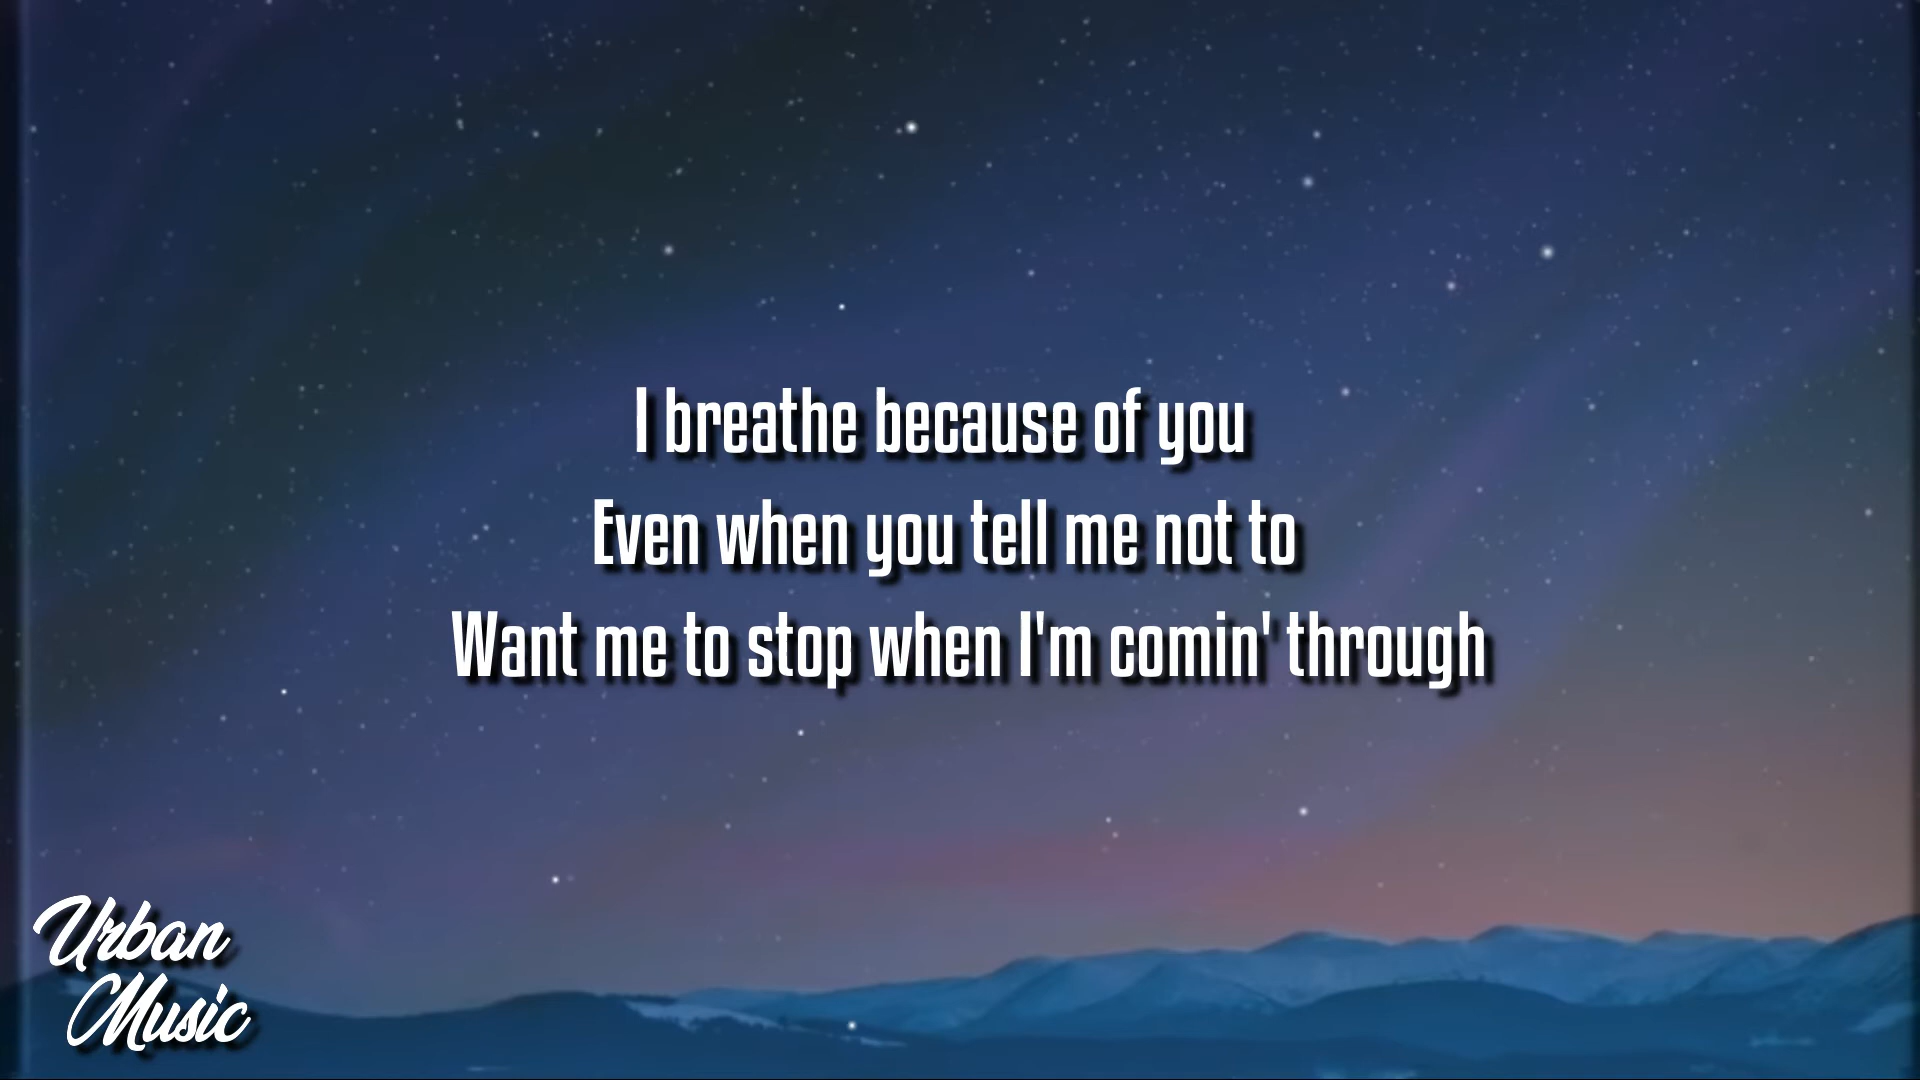 I breathe because of you
Even when you tell me not to
Want me to stop when I'm comin' through
Urban
Music